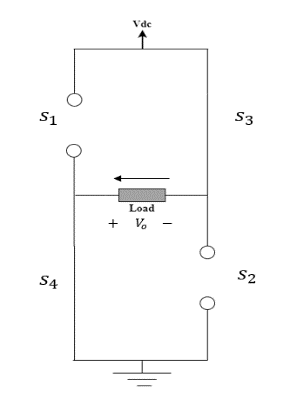 Vdc
S₁ S₃
Load
+ Vₒ −
S₄ S₂